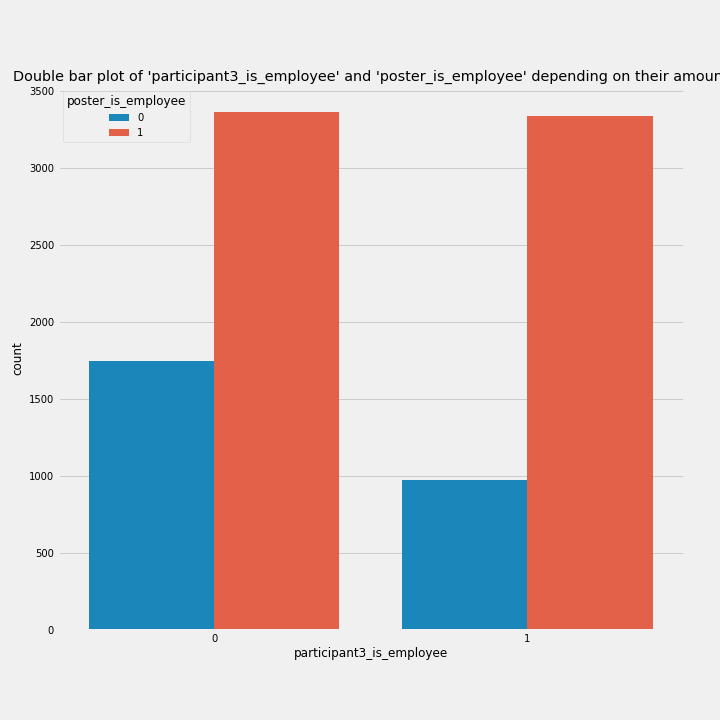 Double bar plot of 'participant3_is_employee' and 'poster_is_employee' depending on their amoun
3500
poster_is_employee
0
1
3000
2500
2000
count
1500
1000
500
0
0 1
participant3_is_employee